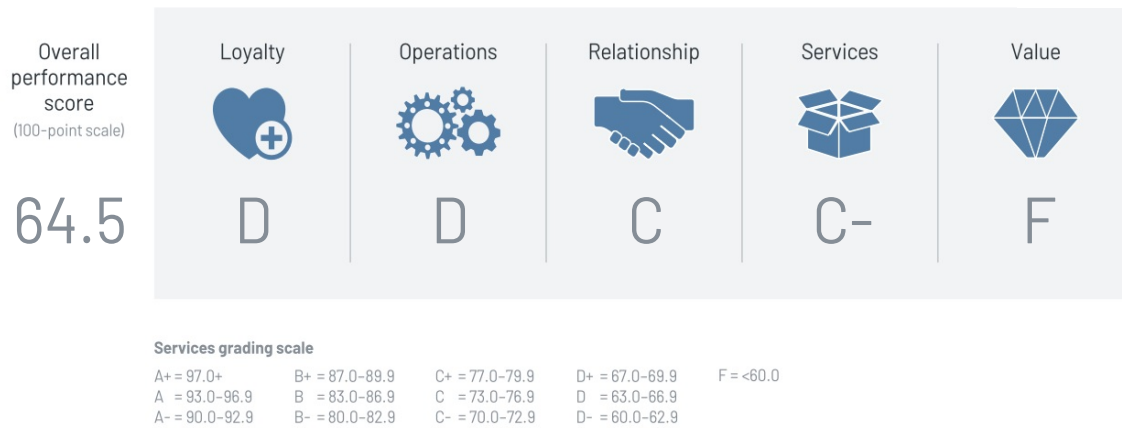 Overall
performance
score
(100-point scale)
64.5
Loyalty
D
Operations
D
Relationship
C
Services
C-
Value
F
Services grading scale
A+ = 97.0+ B+ = 87.0–89.9 C+ = 77.0–79.9 D+ = 67.0–69.9 F = <60.0
A = 93.0–96.9 B = 83.0–86.9 C = 73.0–76.9 D = 63.0–66.9
A- = 90.0–92.9 B- = 80.0–82.9 C- = 70.0–72.9 D- = 60.0–62.9